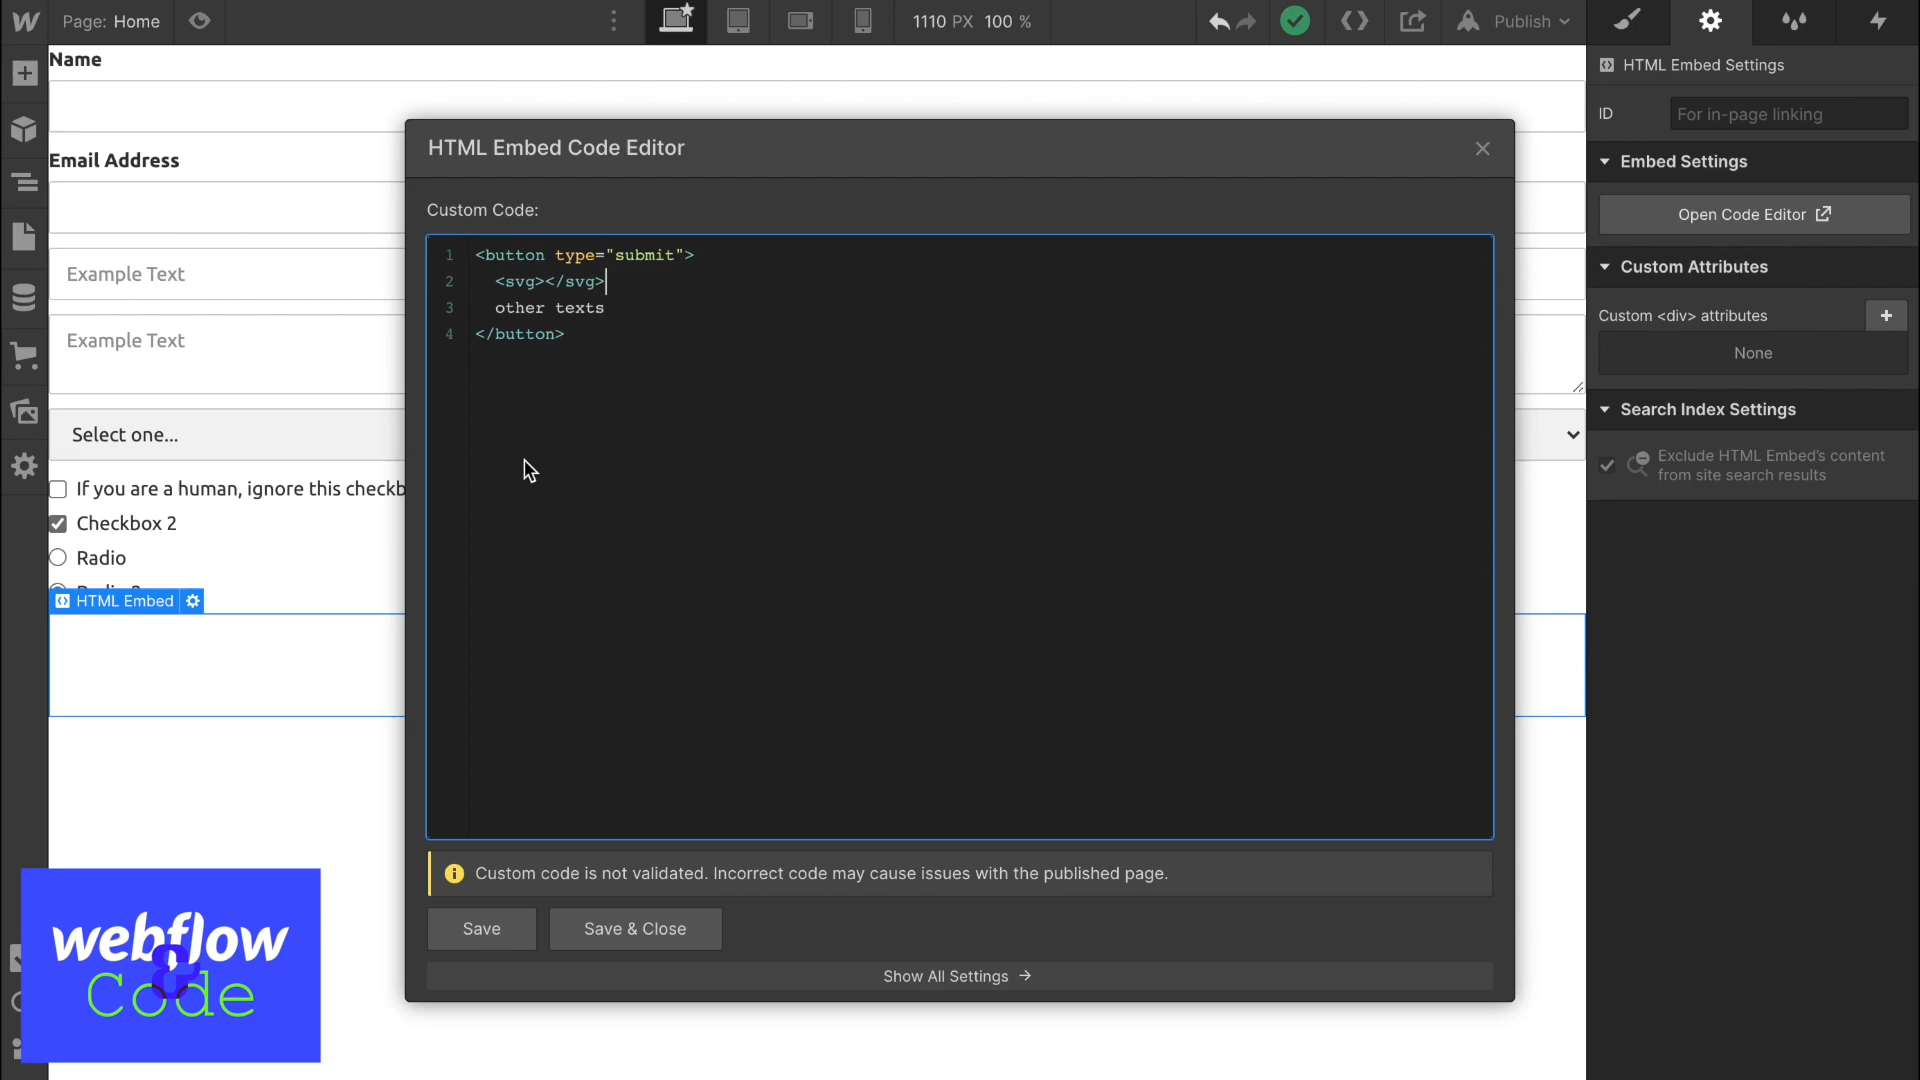 Page: Home
1110 PX 100 %
Publish
Name
Email Address
Example Text
Example Text
Select one...
If you are a human, ignore this checkb
Checkbox 2
Radio
HTML Embed
HTML Embed Code Editor
Custom Code:
1 <button type="submit">
2 <svg></svg>
3 other texts
4 </button>
Custom code is not validated. Incorrect code may cause issues with the published page.
Save
Save & Close
Show All Settings
HTML Embed Settings
ID
For in-page linking
Embed Settings
Open Code Editor
Custom Attributes
Custom <div> attributes
None
Search Index Settings
Exclude HTML Embed's content
from site search results
webflow
&
Code